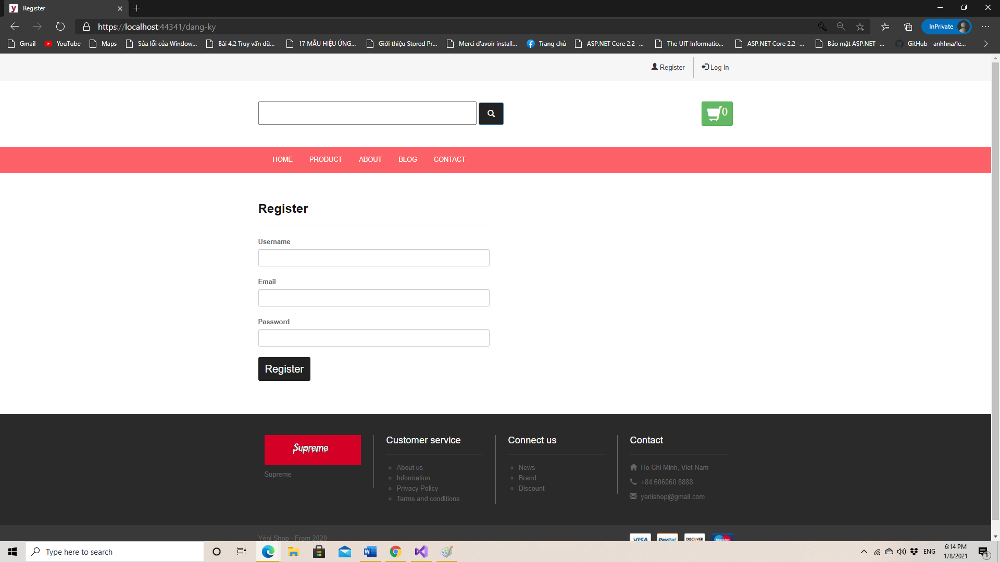 Register
https://localhost:44341/dang-ky
InPrivate
Gmail
YouTube
Maps
Sửa lỗi của Window...
Bài 4.2 Truy vấn dữ...
17 MẪU HIỆU ỨNG...
Giới thiệu Stored Pr...
Merci d'avoir install...
Trang chủ
ASP.NET Core 2.2 -...
The UIT Informatio...
ASP.NET Core 2.2 -...
Bảo mật ASP.NET -...
GitHub - anhhna/le...
Register
Log In
0
HOME
PRODUCT
ABOUT
BLOG
CONTACT
Register
Username
Email
Password
Register
Supreme
Supreme
Customer service
About us
Information
Privacy Policy
Terms and conditions
Connect us
News
Brand
Discount
Contact
Ho Chi Minh, Viet Nam
+84 606060 8888
yenishop@gmail.com
Yéni Shop - From 2020
VISA
PayPal
DISCOVER
Maestro
Type here to search
ENG
6:14 PM
1/8/2021
1